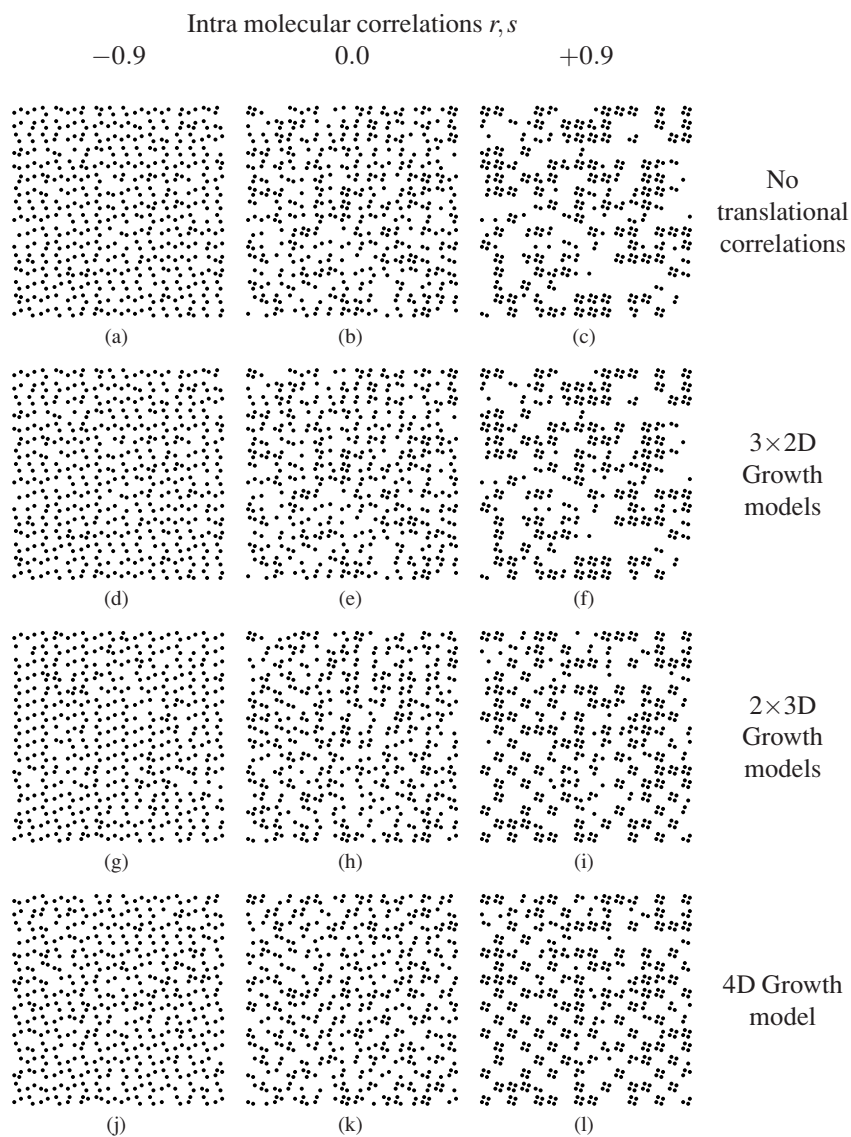 Intra molecular correlations r, s
−0.9 0.0 +0.9
No
translational
correlations
(a) (b) (c)
3×2D
Growth
models
(d) (e) (f)
2×3D
Growth
models
(g) (h) (i)
4D Growth
model
(j) (k) (l)